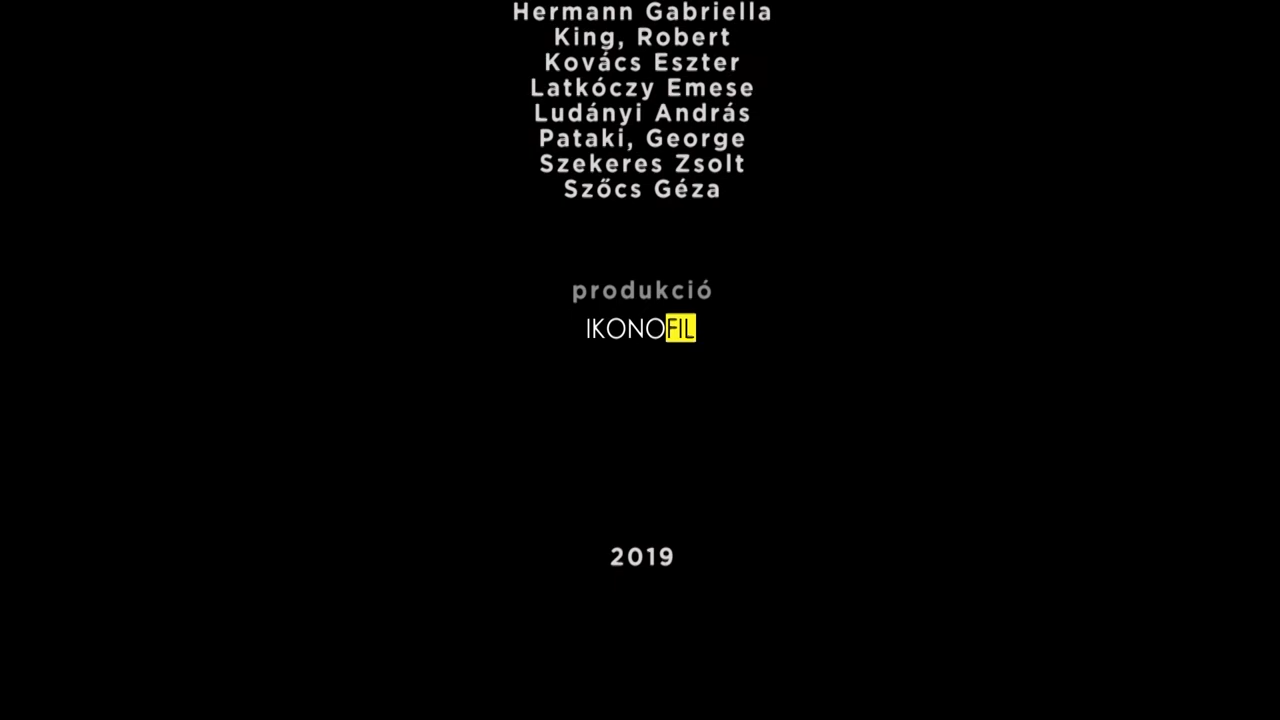 Hermann Gabriella
King, Robert
Kovács Eszter
Latkóczy Emese
Ludányi András
Pataki, George
Szekeres Zsolt
Szőcs Géza
produkció
IKONOFIL
2019